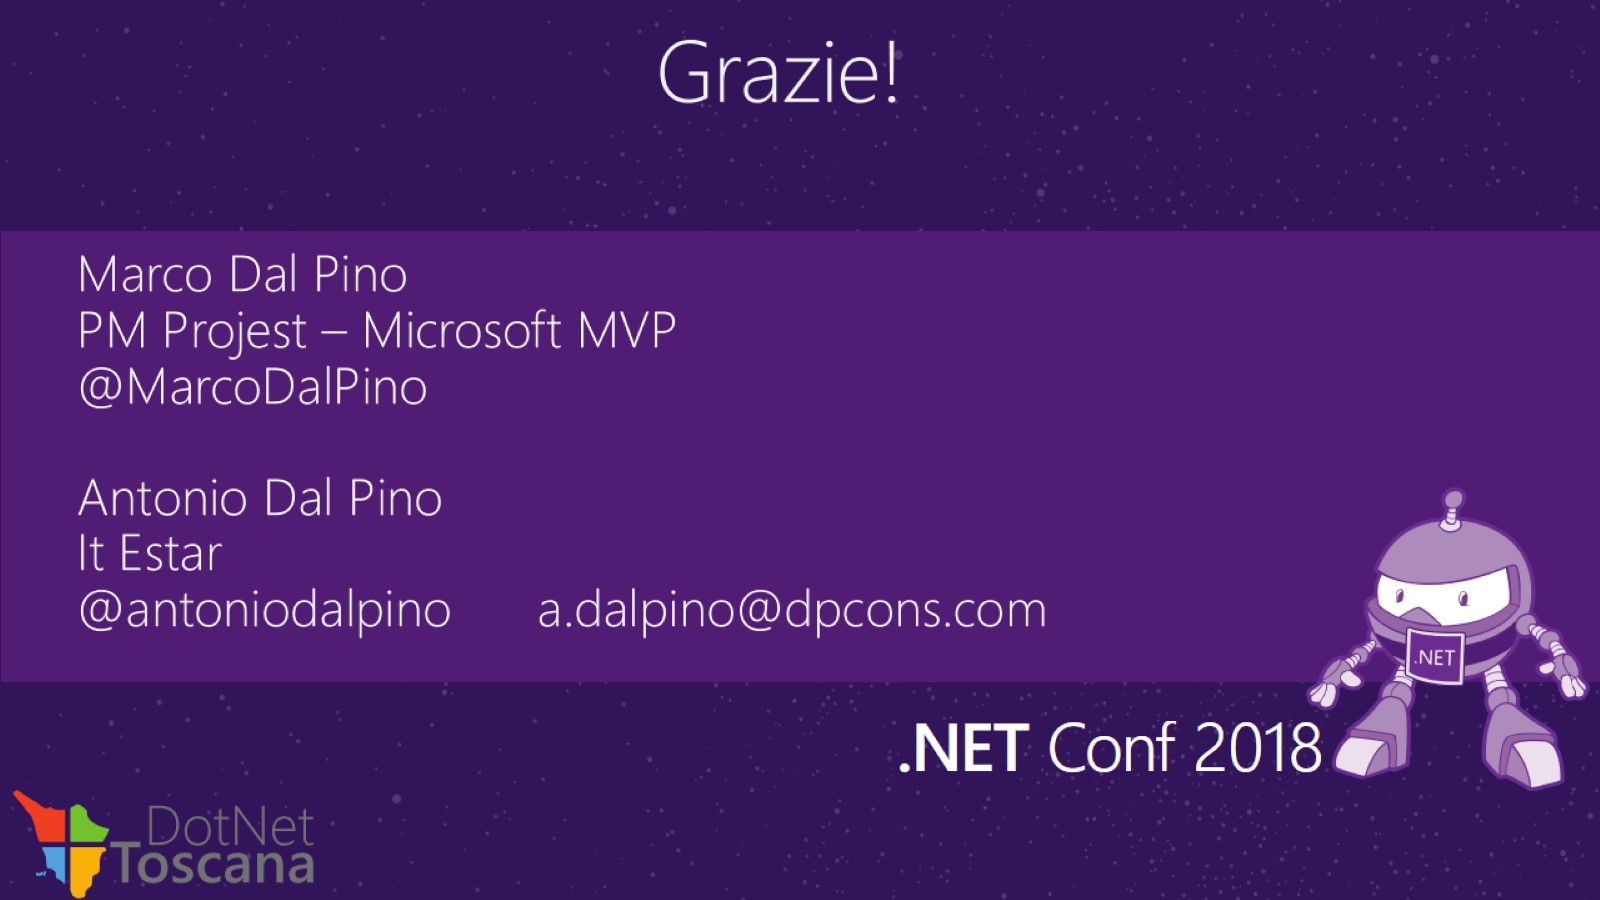 Grazie!
Marco Dal Pino
PM Projest – Microsoft MVP
@MarcoDalPino
Antonio Dal Pino
It Estar
@antoniodalpino a.dalpino@dpcons.com
.NET
.NET Conf 2018
DotNet
Toscana